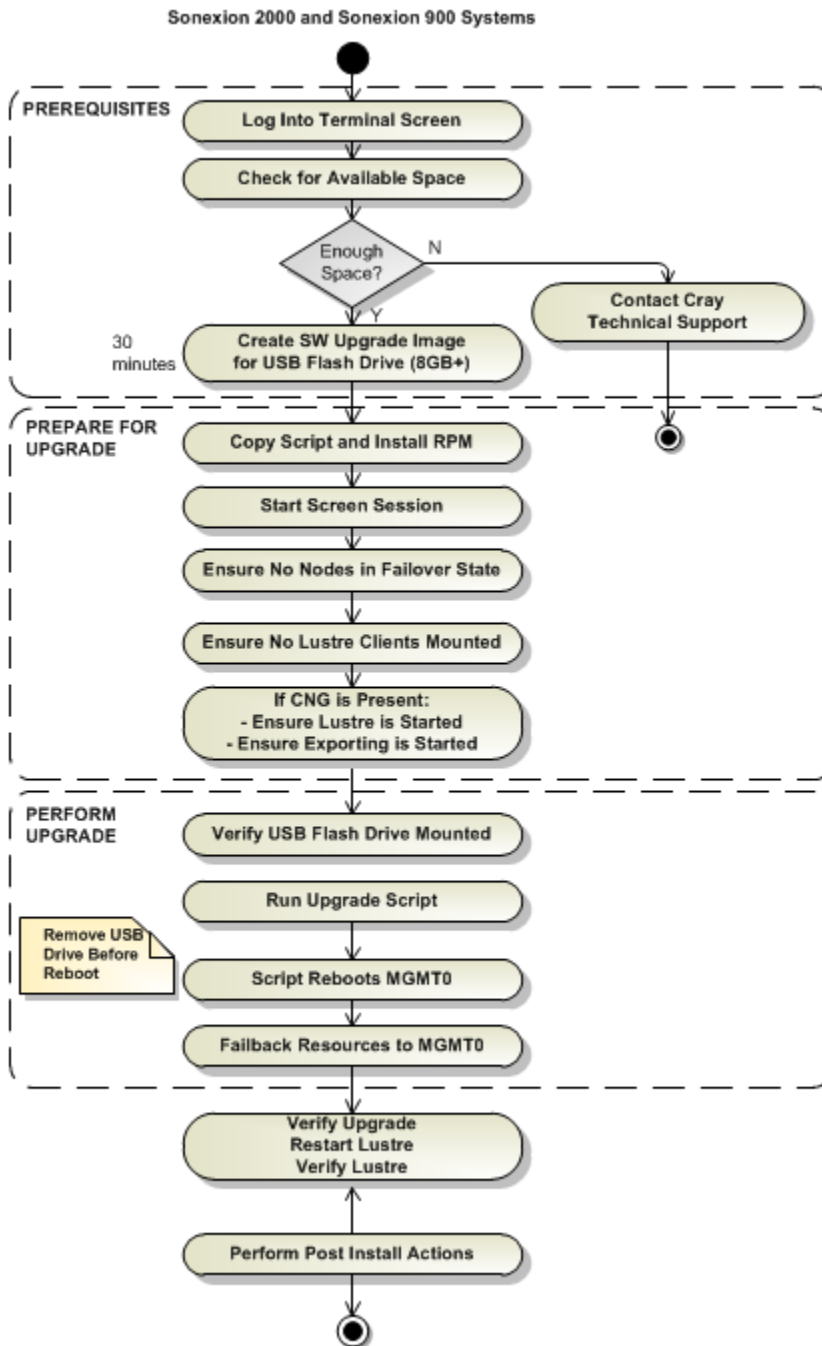 Sonexion 2000 and Sonexion 900 Systems
PREREQUISITES
Log Into Terminal Screen
Check for Available Space
Enough
Space?
N
Y
Contact Cray
Technical Support
30
minutes
Create SW Upgrade Image
for USB Flash Drive (8GB+)
PREPARE FOR
UPGRADE
Copy Script and Install RPM
Start Screen Session
Ensure No Nodes in Failover State
Ensure No Lustre Clients Mounted
If CNG is Present:
- Ensure Lustre is Started
- Ensure Exporting is Started
PERFORM
UPGRADE
Verify USB Flash Drive Mounted
Run Upgrade Script
Remove USB
Drive Before
Reboot
Script Reboots MGMT0
Failback Resources to MGMT0
Verify Upgrade
Restart Lustre
Verify Lustre
Perform Post Install Actions